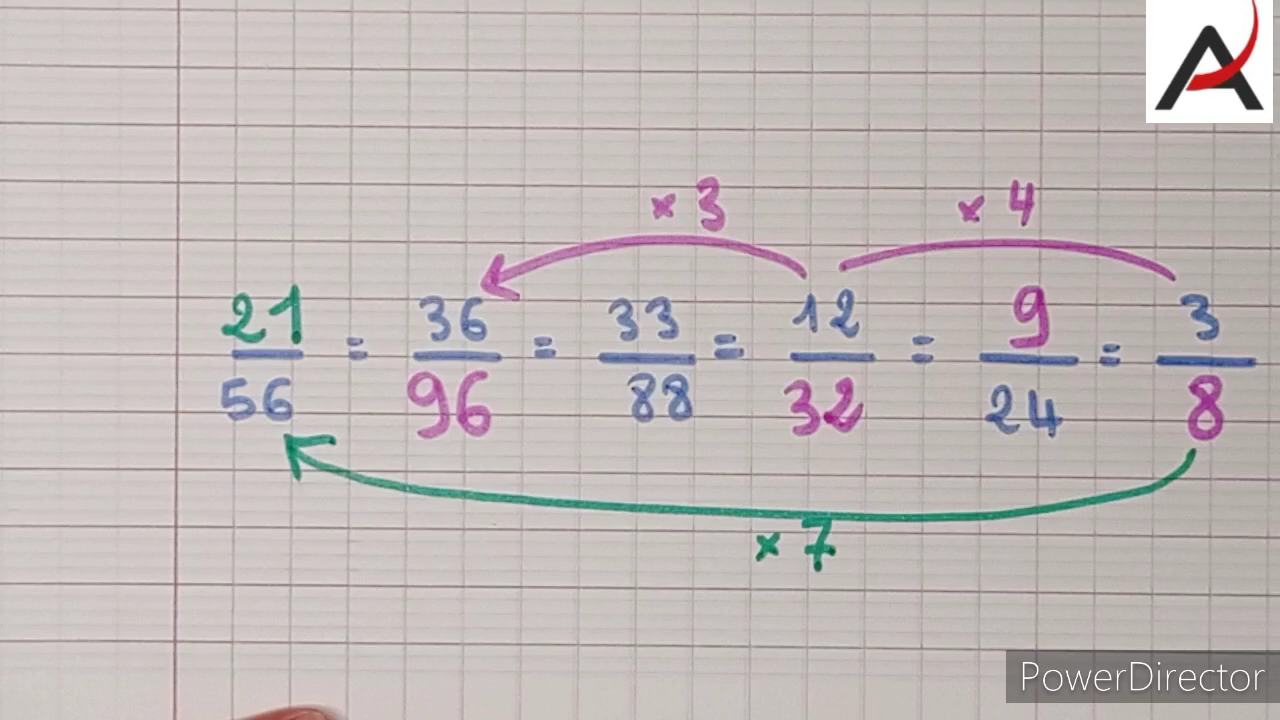 × 3 × 4
21/56 = 36/96 = 33/88 = 12/32 = 9/24 = 3/8
× 7
PowerDirector